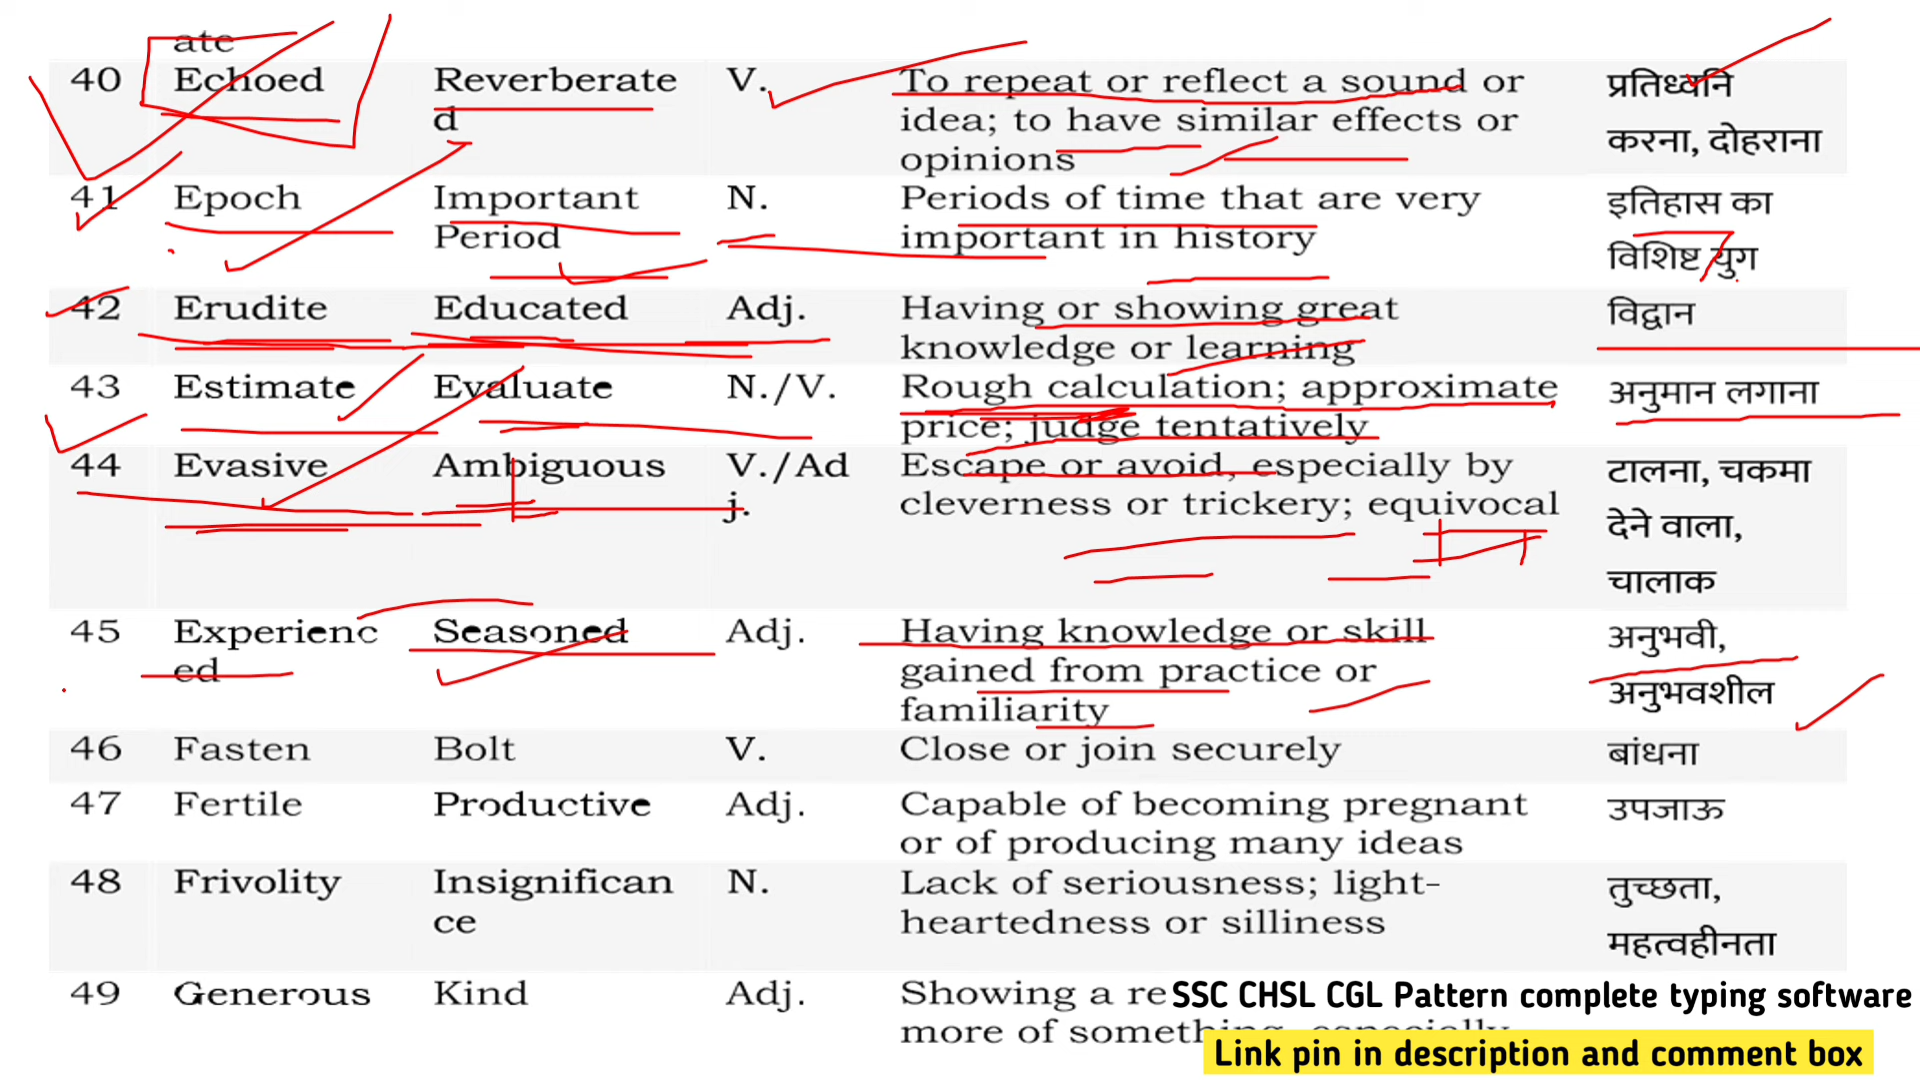 ate
40 Echoed Reverberate V. To repeat or reflect a sound or प्रतिध्वनि
d idea; to have similar effects or करना, दोहराना
opinions
41 Epoch Important N. Periods of time that are very इतिहास का
Period important in history विशिष्ट युग
42 Erudite Educated Adj. Having or showing great विद्वान
knowledge or learning
43 Estimate Evaluate N./V. Rough calculation; approximate अनुमान लगाना
price; judge tentatively
44 Evasive Ambiguous V./Ad Escape or avoid, especially by टालना, चकमा
j. cleverness or trickery; equivocal देने वाला,
चालाक
45 Experienc Seasoned Adj. Having knowledge or skill अनुभवी,
ed gained from practice or अनुभवशील
familiarity
46 Fasten Bolt V. Close or join securely बांधना
47 Fertile Productive Adj. Capable of becoming pregnant उपजाऊ
or of producing many ideas
48 Frivolity Insignifican N. Lack of seriousness; light- तुच्छता,
ce heartedness or silliness महत्वहीनता
49 Generous Kind Adj. Showing a re SSC CHSL CGL Pattern complete typing software
more of something, especially
Link pin in description and comment box